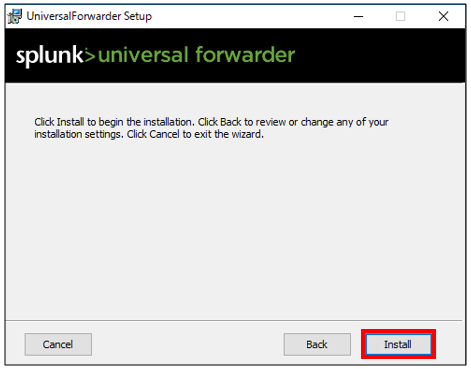 UniversalForwarder Setup
splunk>universal forwarder
Click Install to begin the installation. Click Back to review or change any of your
installation settings. Click Cancel to exit the wizard.
Cancel
Back
Install